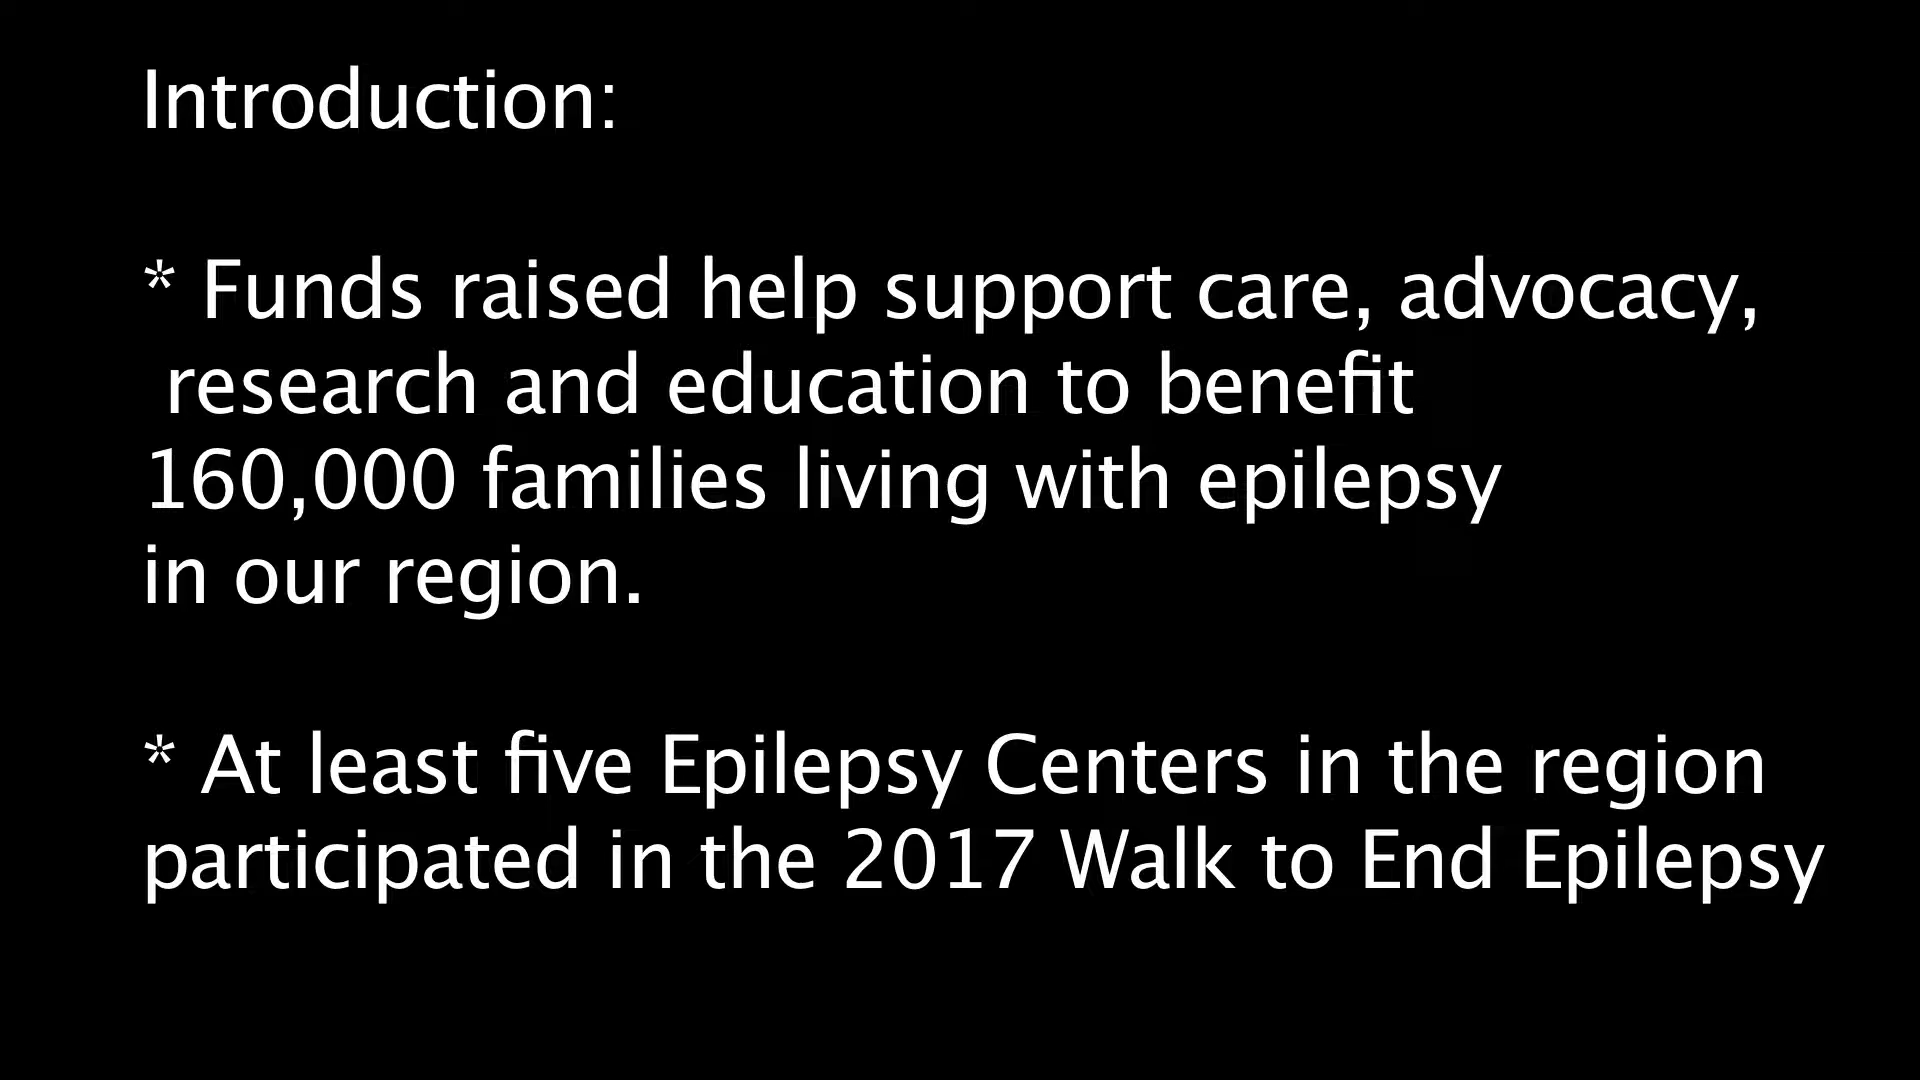 Introduction:
* Funds raised help support care, advocacy,
research and education to benefit
160,000 families living with epilepsy
in our region.
* At least five Epilepsy Centers in the region
participated in the 2017 Walk to End Epilepsy